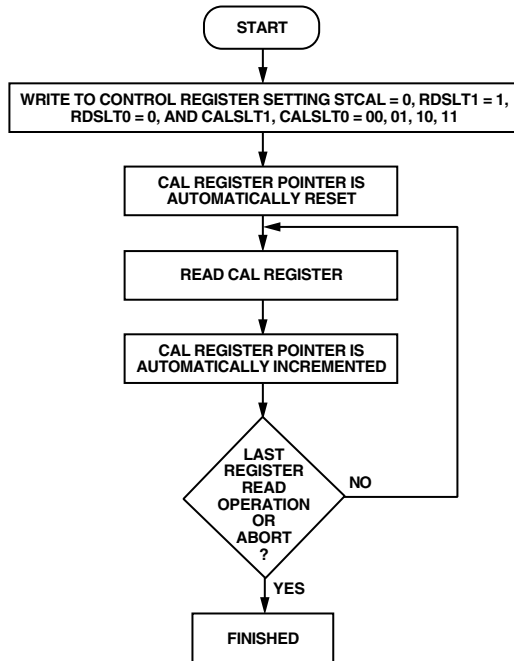 START
WRITE TO CONTROL REGISTER SETTING STCAL = 0, RDSLT1 = 1,
RDSLT0 = 0, AND CALSLT1, CALSLT0 = 00, 01, 10, 11
CAL REGISTER POINTER IS
AUTOMATICALLY RESET
READ CAL REGISTER
CAL REGISTER POINTER IS
AUTOMATICALLY INCREMENTED
LAST
REGISTER
READ
OPERATION
OR
ABORT
?
NO
YES
FINISHED